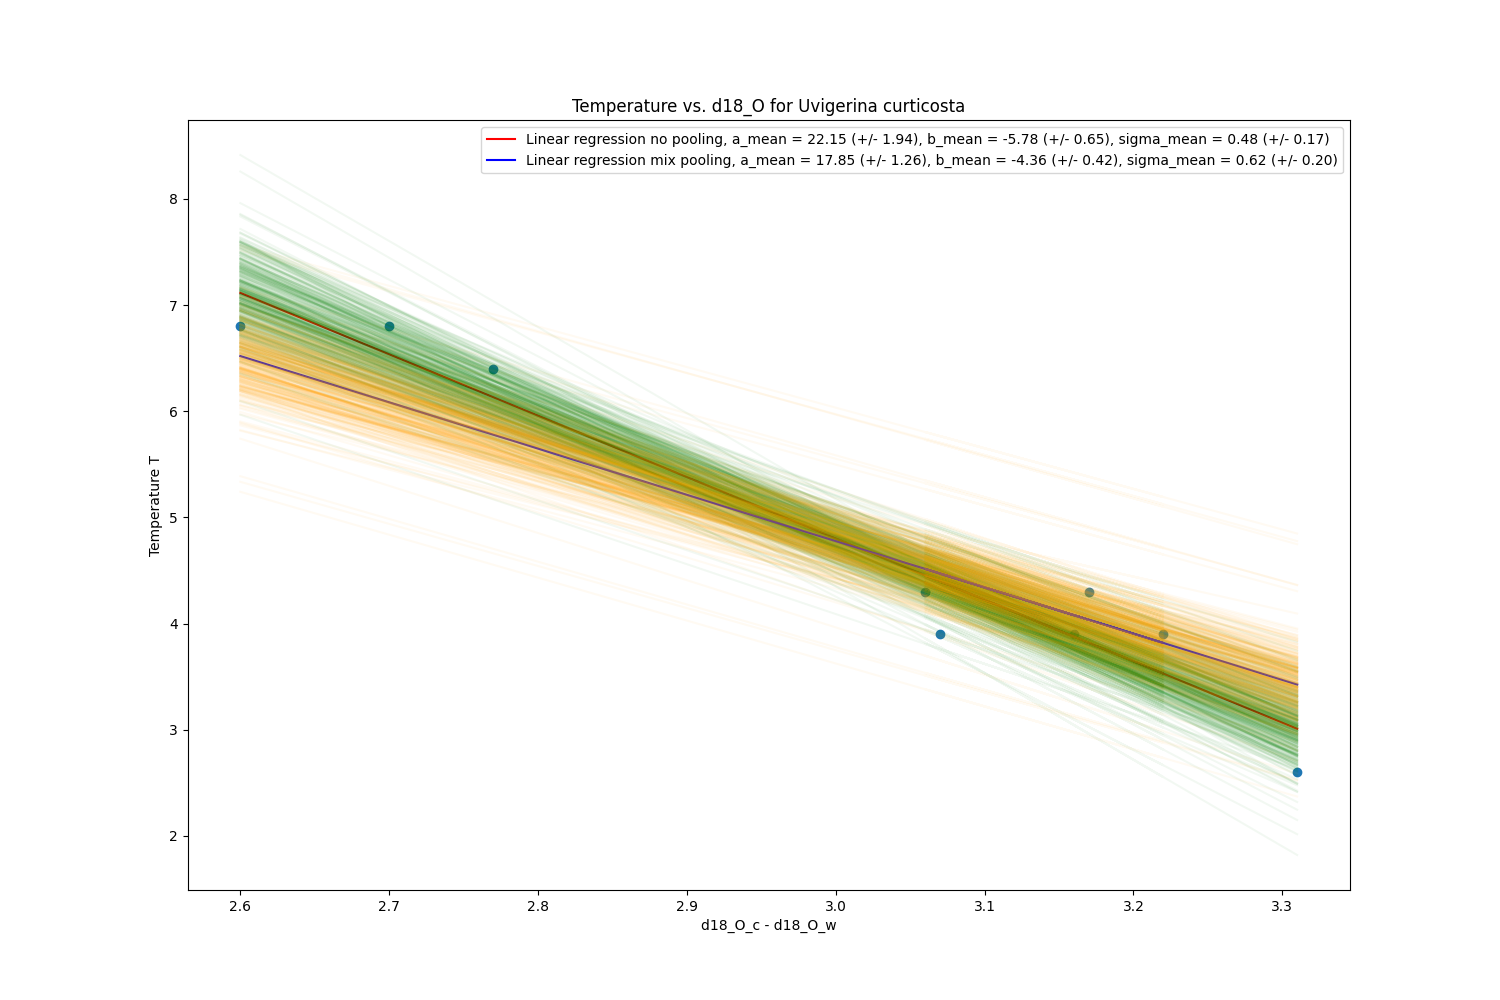 Temperature vs. d18_O for Uvigerina curticosta
Linear regression no pooling, a_mean = 22.15 (+/- 1.94), b_mean = -5.78 (+/- 0.65), sigma_mean = 0.48 (+/- 0.17)
Linear regression mix pooling, a_mean = 17.85 (+/- 1.26), b_mean = -4.36 (+/- 0.42), sigma_mean = 0.62 (+/- 0.20)
8
7
6
5
4
3
2
Temperature T
2.6 2.7 2.8 2.9 3.0 3.1 3.2 3.3
d18_O_c - d18_O_w